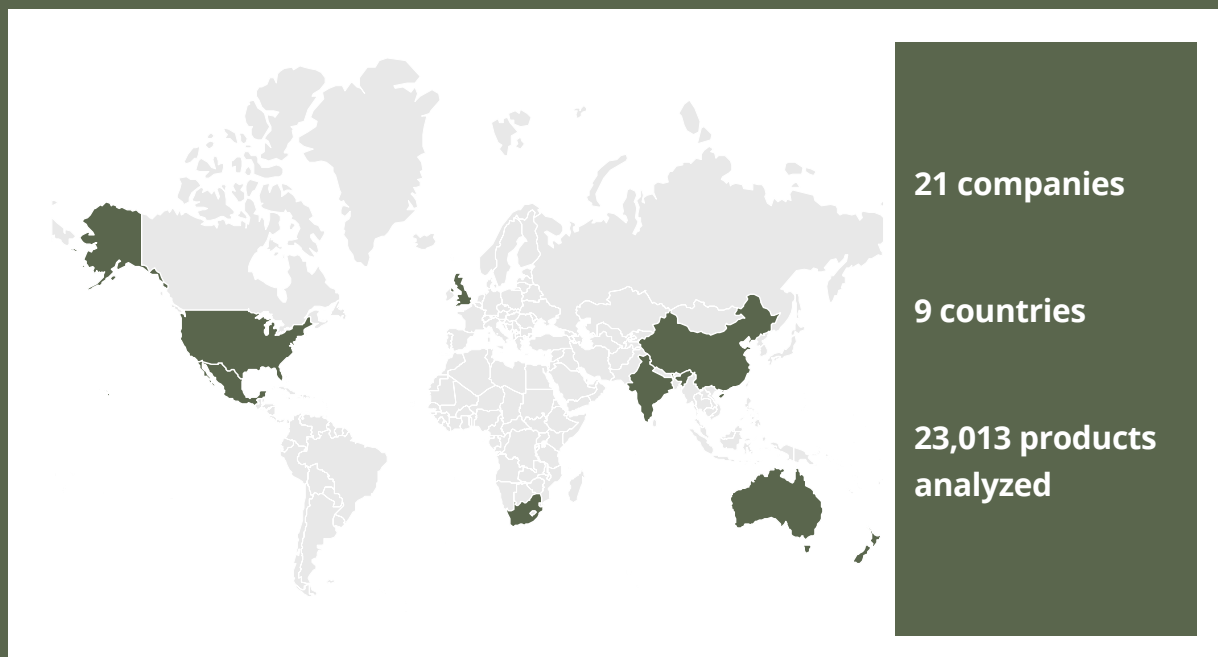 21 companies
9 countries
23,013 products
analyzed